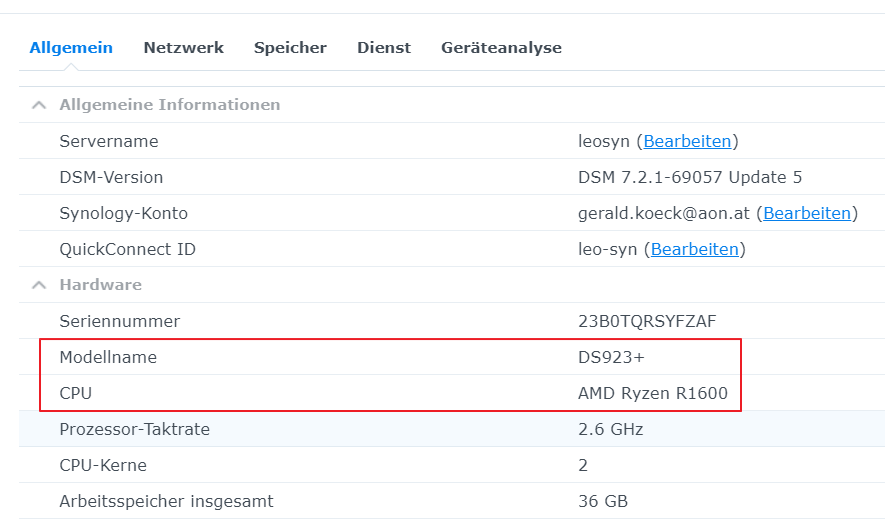 Allgemein Netzwerk Speicher Dienst Geräteanalyse
Allgemeine Informationen
Servername leosyn (Bearbeiten)
DSM-Version DSM 7.2.1-69057 Update 5
Synology-Konto gerald.koeck@aon.at (Bearbeiten)
QuickConnect ID leo-syn (Bearbeiten)
Hardware
Seriennummer 23B0TQRSYFZAF
Modellname DS923+
CPU AMD Ryzen R1600
Prozessor-Taktrate 2.6 GHz
CPU-Kerne 2
Arbeitsspeicher insgesamt 36 GB